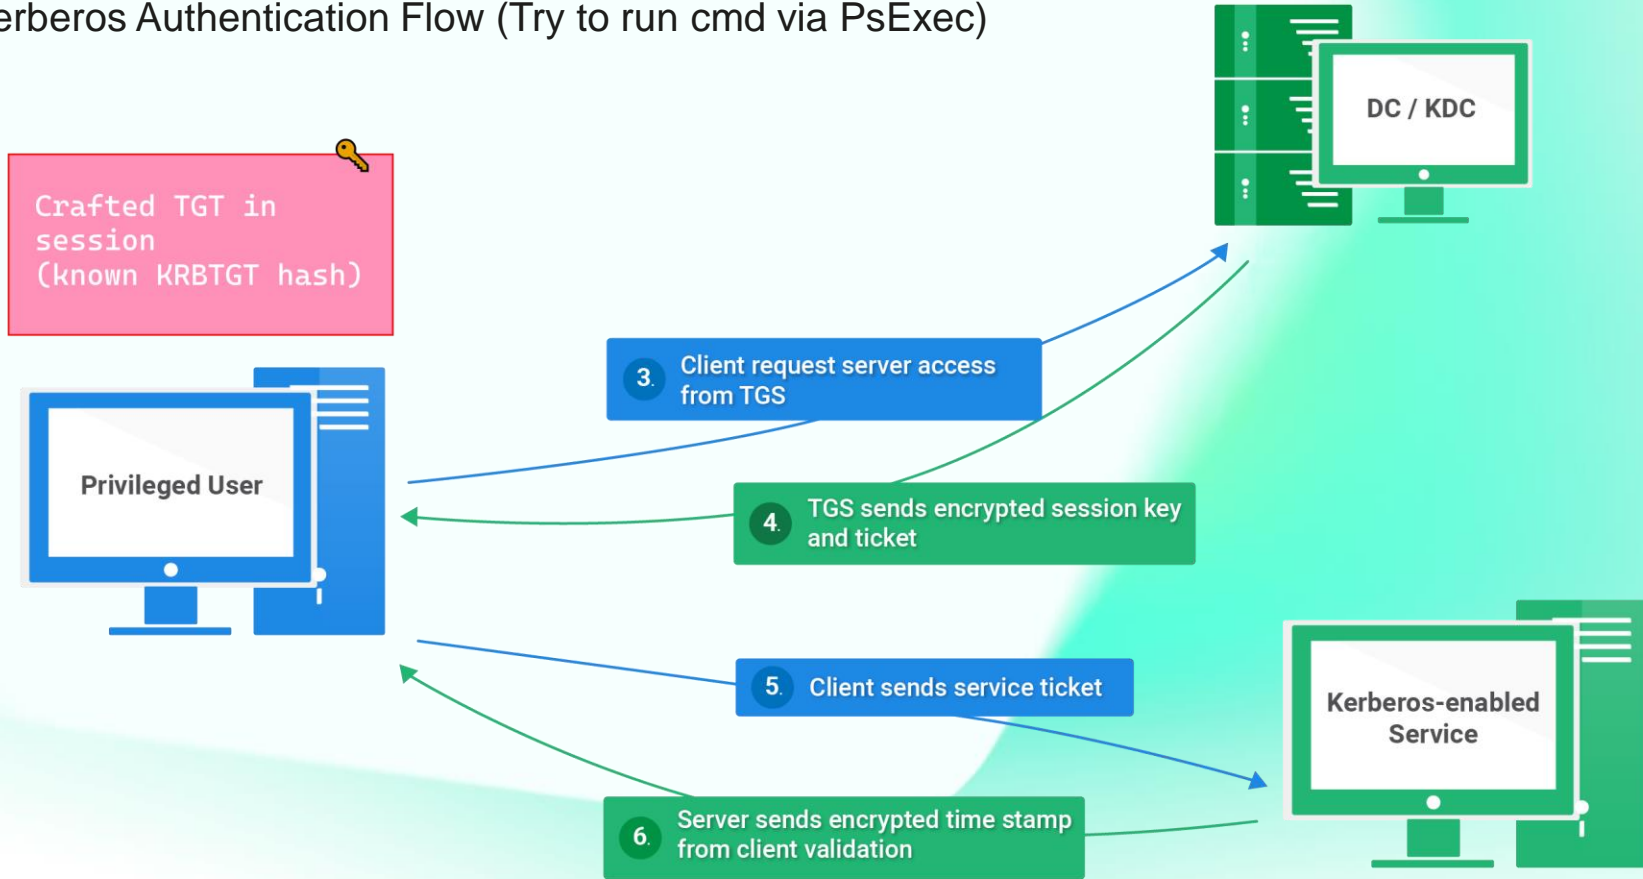 erberos Authentication Flow (Try to run cmd via PsExec)
DC / KDC
Crafted TGT in
session
(known KRBTGT hash)
3. Client request server access
from TGS
Privileged User
4. TGS sends encrypted session key
and ticket
5. Client sends service ticket
Kerberos-enabled
Service
6. Server sends encrypted time stamp
from client validation